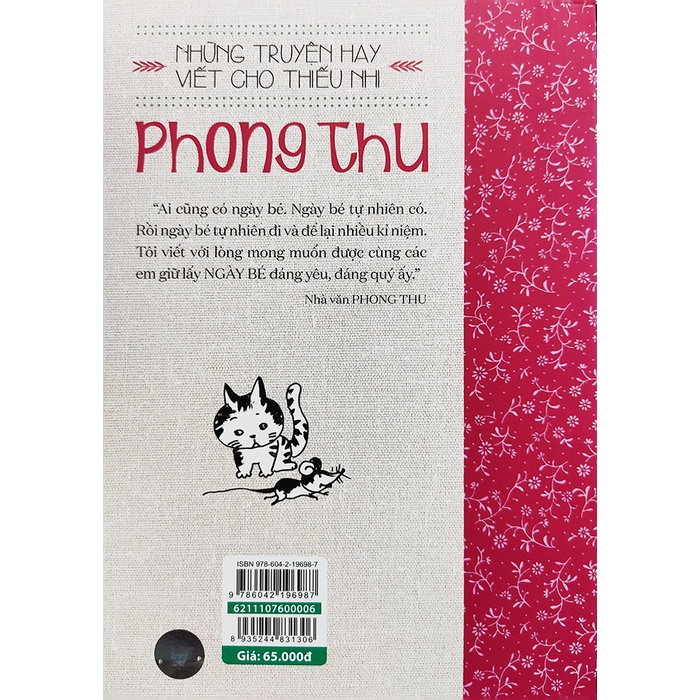 NHỮNG TRUYỆN HAY
VIẾT CHO THIẾU NHI
Phong Thu
“Ai cũng có ngày bé. Ngày bé tự nhiên có.
Rồi ngày bé tự nhiên đi và để lại nhiều kỉ niệm.
Tôi viết với lòng mong muốn được cùng các
em giữ lấy NGÀY BÉ đáng yêu, đáng quý ấy.”
Nhà văn PHONG THU
ISBN 978-604-2-19698-7
9 786042 196987
6211107600006
8 935244 831306
Giá: 65.000đ